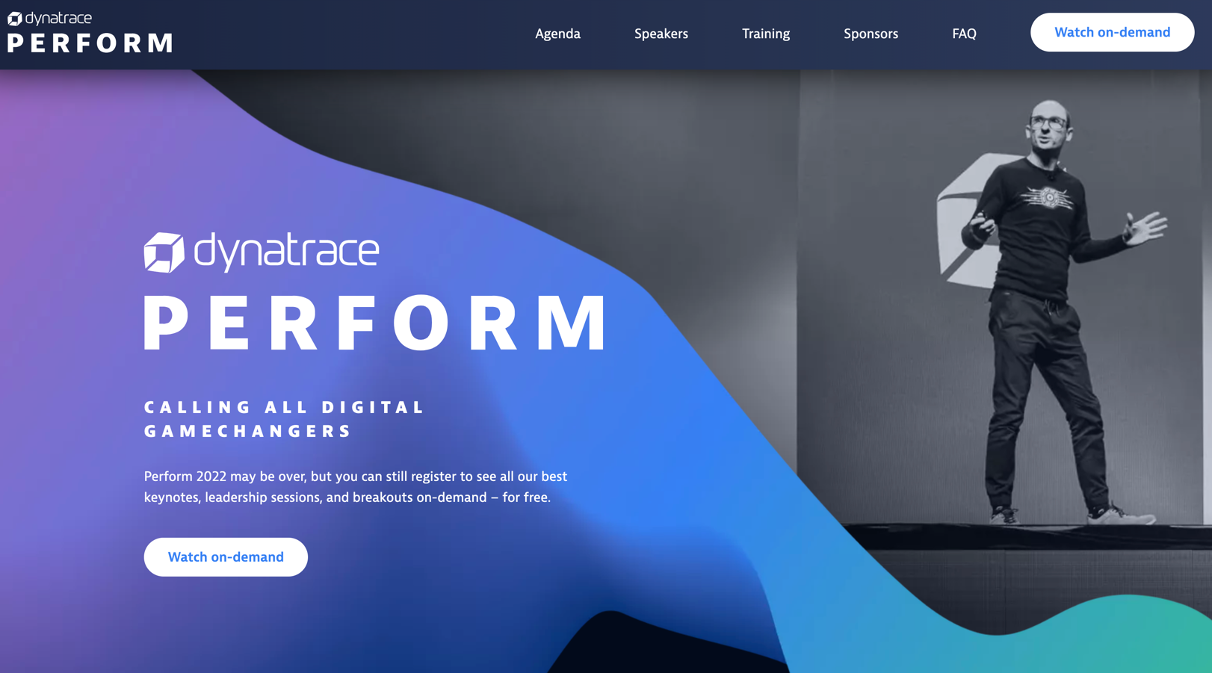 dynatrace
PERFORM
Agenda
Speakers
Training
Sponsors
FAQ
Watch on-demand
dynatrace
PERFORM
CALLING ALL DIGITAL
GAMECHANGERS
Perform 2022 may be over, but you can still register to see all our best
keynotes, leadership sessions, and breakouts on-demand – for free.
Watch on-demand